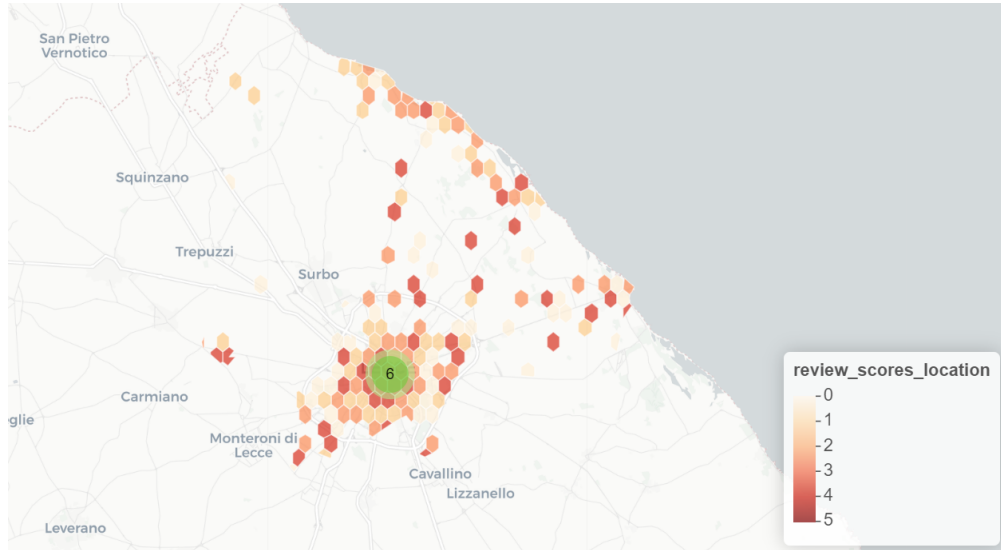 San Pietro
Vernotico
Squinzano
Trepuzzi
Surbo
6
Carmiano
glie
Monteroni di
Lecce
Cavallino
Lizzanello
Leverano
review_scores_location
0
1
2
3
4
5